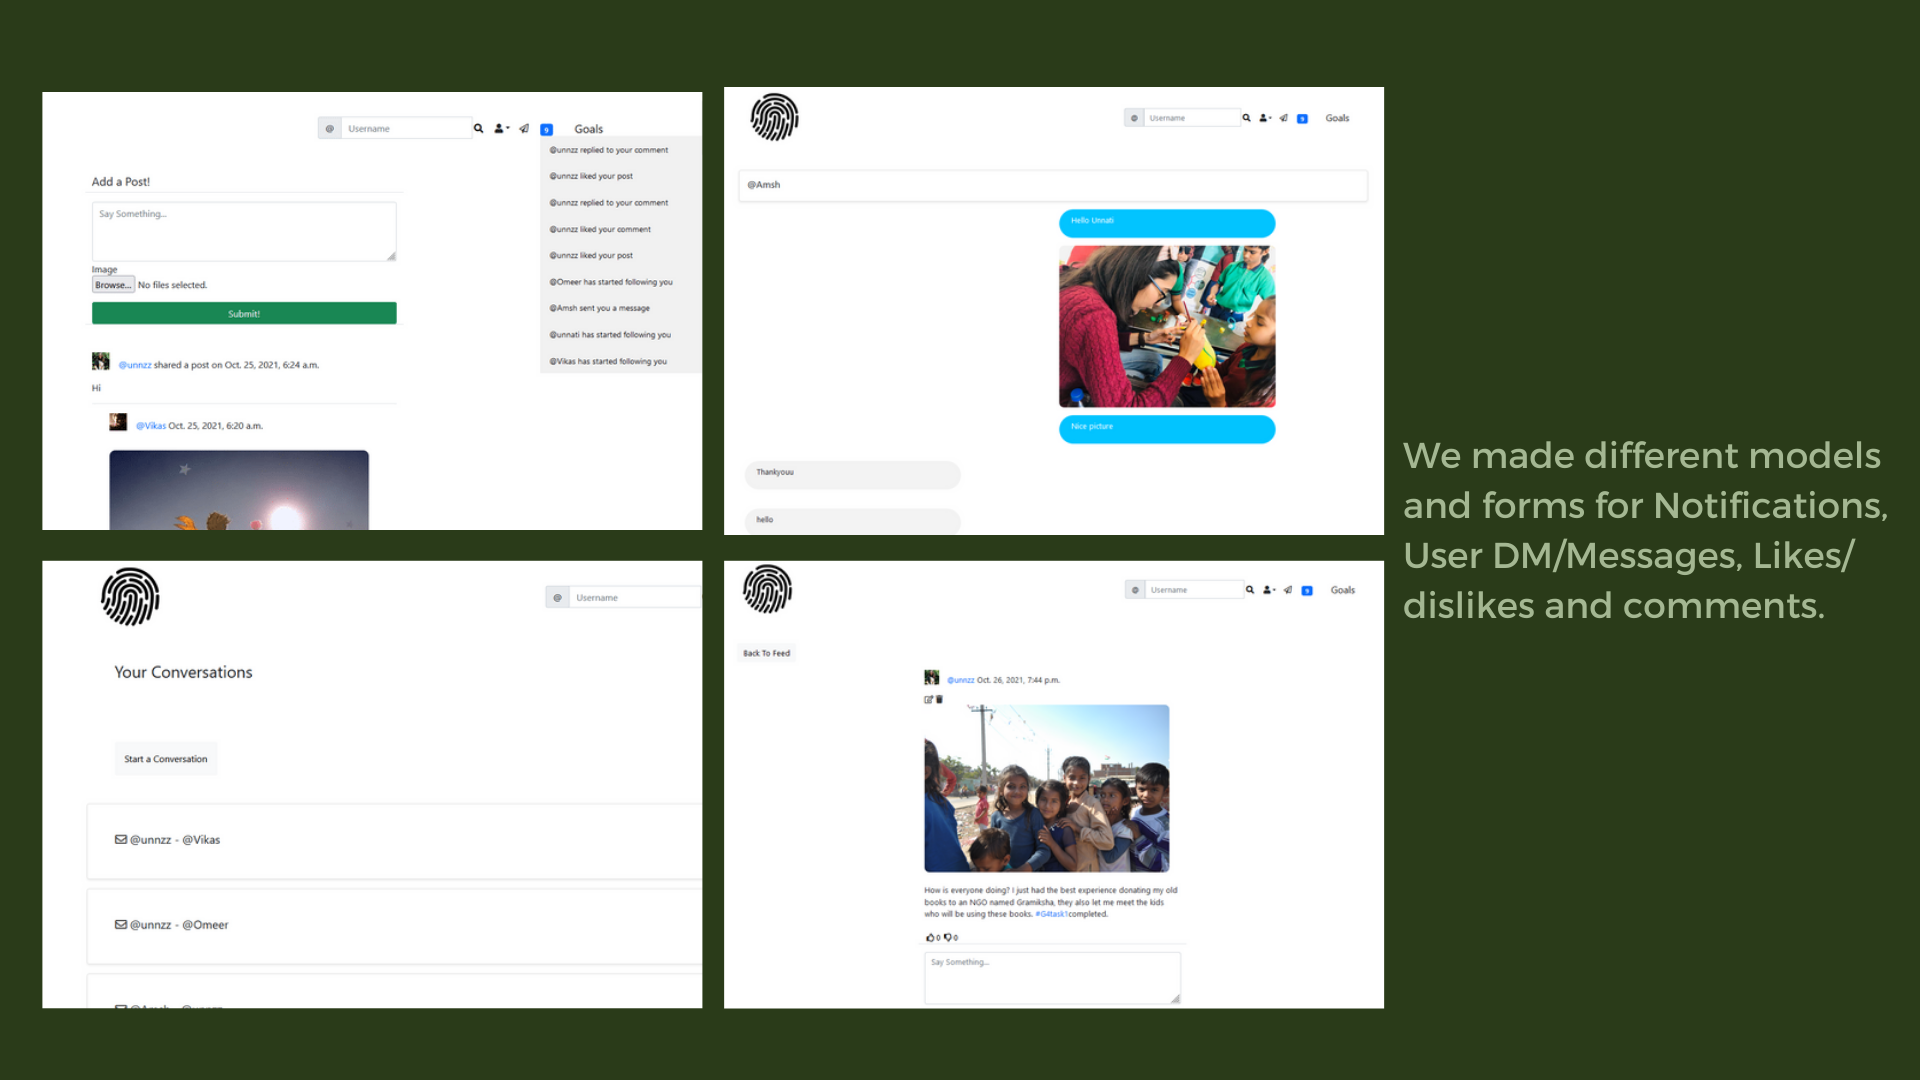 @ Username 9 Goals
@unnzz replied to your comment
@unnzz liked your post
@unnzz replied to your comment
@unnzz liked your comment
@unnzz liked your post
@Omeer has started following you
@Amsh sent you a message
@unnati has started following you
@Vikas has started following you
Add a Post!
Say Something...
Image
Browse... No files selected.
Submit!
@unnzz shared a post on Oct. 25, 2021, 6:24 a.m.
Hi
@Vikas Oct. 25, 2021, 6:20 a.m.
@ Username 9 Goals
@Amsh
Hello Unnati
Nice picture
Thankyouu
hello
@ Username
Your Conversations
Start a Conversation
@unnzz - @Vikas
@unnzz - @Omeer
@Amsh - @unnzz
@ Username 9 Goals
Back To Feed
@unnzz Oct. 26, 2021, 7:44 p.m.
How is everyone doing? I just had the best experience donating my old
books to an NGO named Gramiksha, they also let me meet the kids
who will be using these books. #G4task1completed.
0 0
Say Something...
We made different models
and forms for Notifications,
User DM/Messages, Likes/
dislikes and comments.